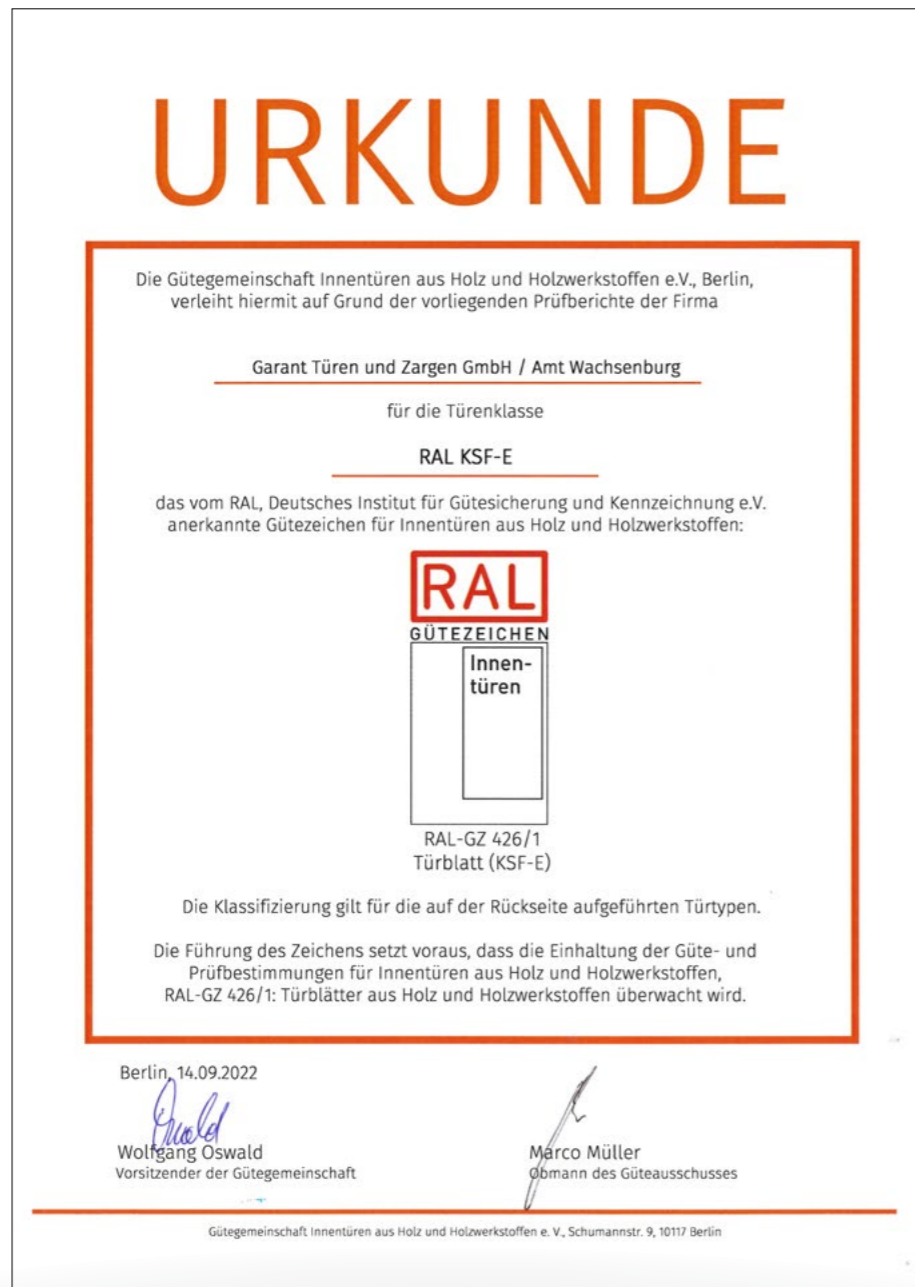 URKUNDE
Die Gütegemeinschaft Innentüren aus Holz und Holzwerkstoffen e.V., Berlin,
verleiht hiermit auf Grund der vorliegenden Prüfberichte der Firma
Garant Türen und Zargen GmbH / Amt Wachsenburg
für die Türenklasse
RAL KSF-E
das vom RAL, Deutsches Institut für Gütesicherung und Kennzeichnung e.V.
anerkannte Gütezeichen für Innentüren aus Holz und Holzwerkstoffen:
RAL
GÜTEZEICHEN
Innen-
türen
RAL-GZ 426/1
Türblatt (KSF-E)
Die Klassifizierung gilt für die auf der Rückseite aufgeführten Türtypen.
Die Führung des Zeichens setzt voraus, dass die Einhaltung der Güte- und
Prüfbestimmungen für Innentüren aus Holz und Holzwerkstoffen,
RAL-GZ 426/1: Türblätter aus Holz und Holzwerkstoffen überwacht wird.
Berlin, 14.09.2022
Oswald
Wolfgang Oswald
Vorsitzender der Gütegemeinschaft
Marco Müller
Obmann des Güteausschusses
Gütegemeinschaft Innentüren aus Holz und Holzwerkstoffen e. V., Schumannstr. 9, 10117 Berlin